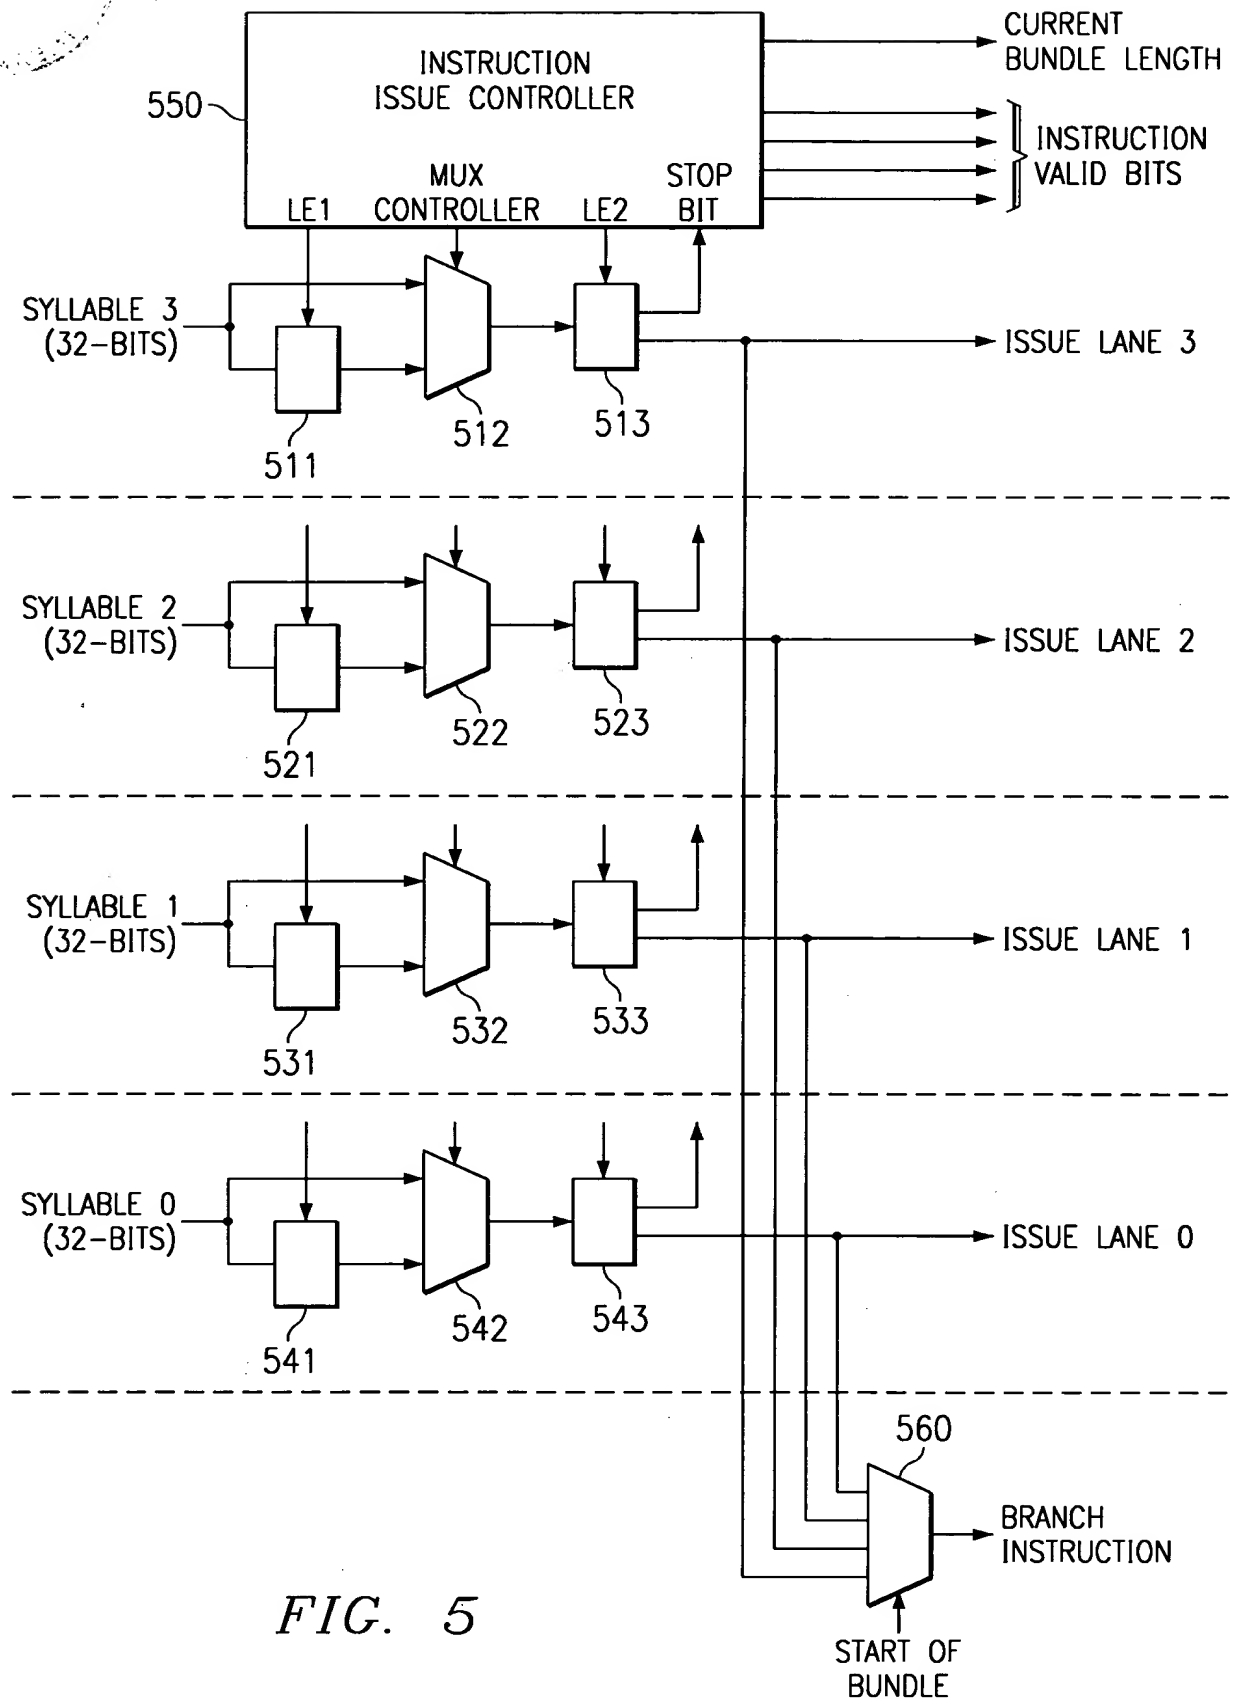 CURRENT
BUNDLE LENGTH
INSTRUCTION
ISSUE CONTROLLER
550
INSTRUCTION
VALID BITS
MUX
CONTROLLER
STOP
BIT
LE1
LE2
SYLLABLE 3
(32-BITS)
ISSUE LANE 3
511
512
513
SYLLABLE 2
(32-BITS)
ISSUE LANE 2
521
522
523
SYLLABLE 1
(32-BITS)
ISSUE LANE 1
531
532
533
SYLLABLE 0
(32-BITS)
ISSUE LANE 0
541
542
543
560
BRANCH
INSTRUCTION
START OF
BUNDLE
FIG. 5